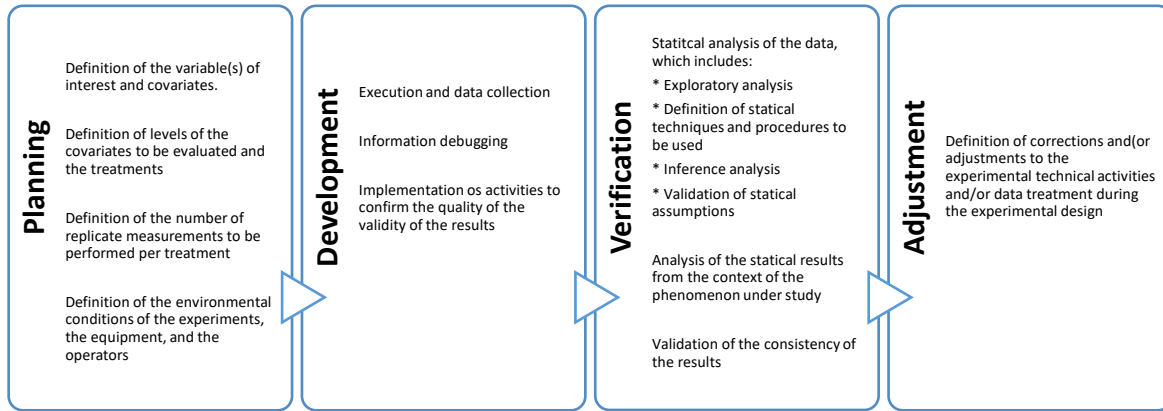 Planning
Definition of the variable(s) of
interest and covariates.
Definition of levels of the
covariates to be evaluated and
the treatments
Definition of the number of
replicate measurements to be
performed per treatment
Definition of the environmental
conditions of the experiments,
the equipment, and the
operators
Development
Execution and data collection
Information debugging
Implementation os activities to
confirm the quality of the
validity of the results
Verification
Statitcal analysis of the data,
which includes:
* Exploratory analysis
* Definition of statical
techniques and procedures to
be used
* Inference analysis
* Validation of statical
assumptions
Analysis of the statical results
from the context of the
phenomenon under study
Validation of the consistency of
the results
Adjustment
Definition of corrections and(or
adjustments to the
experimental technical activities
and/or data treatment during
the experimental design